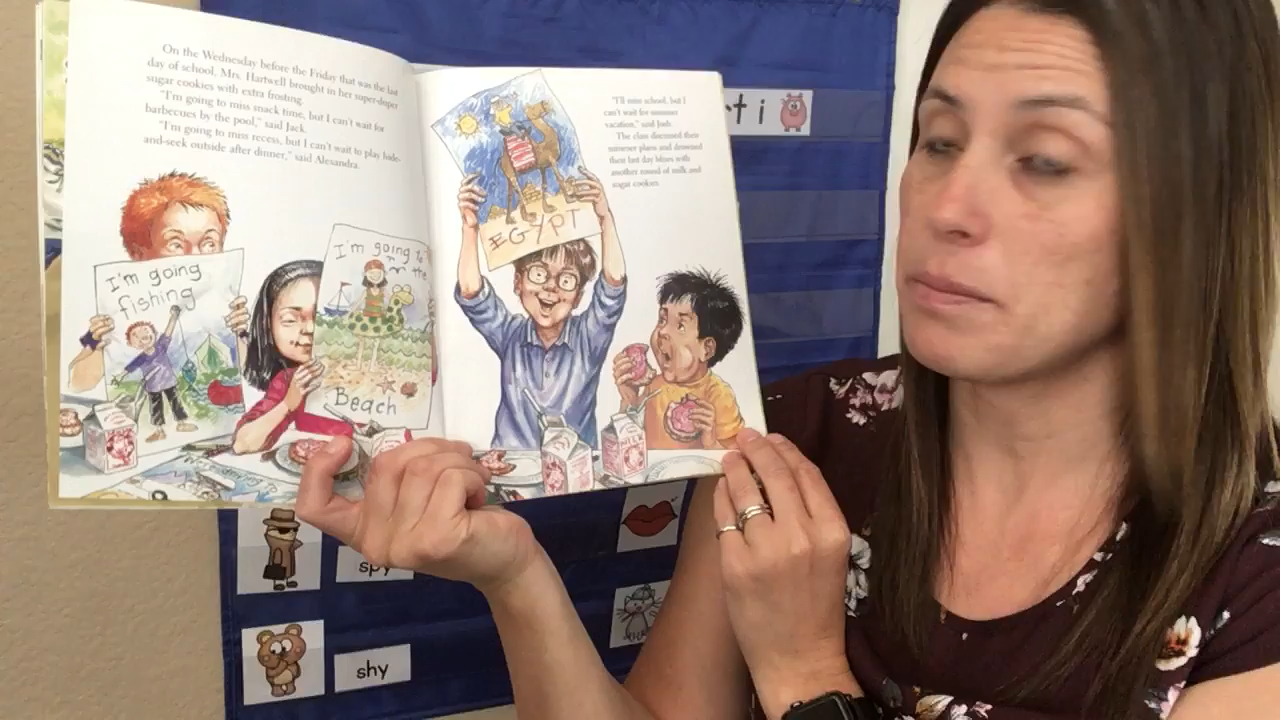 On the Wednesday before the Friday that was the last
day of school, Mrs. Hartwell brought in her super-duper
sugar cookies with extra frosting.
"I'm going to miss snack time, but I can't wait for
barbecues by the pool," said Jack.
"I'm going to miss recess, but I can't wait to play hide-
and-seek outside after dinner," said Alexandra.
I'm going
fishing
I'm going to
the
Beach
EGYPT
"I'll miss school, but I
can't wait for summer
vacation," said Josh.
The class discussed their
summer plans and drowned
their last day blues with
another round of milk and
sugar cookies.
MILK
rt i
spy
shy